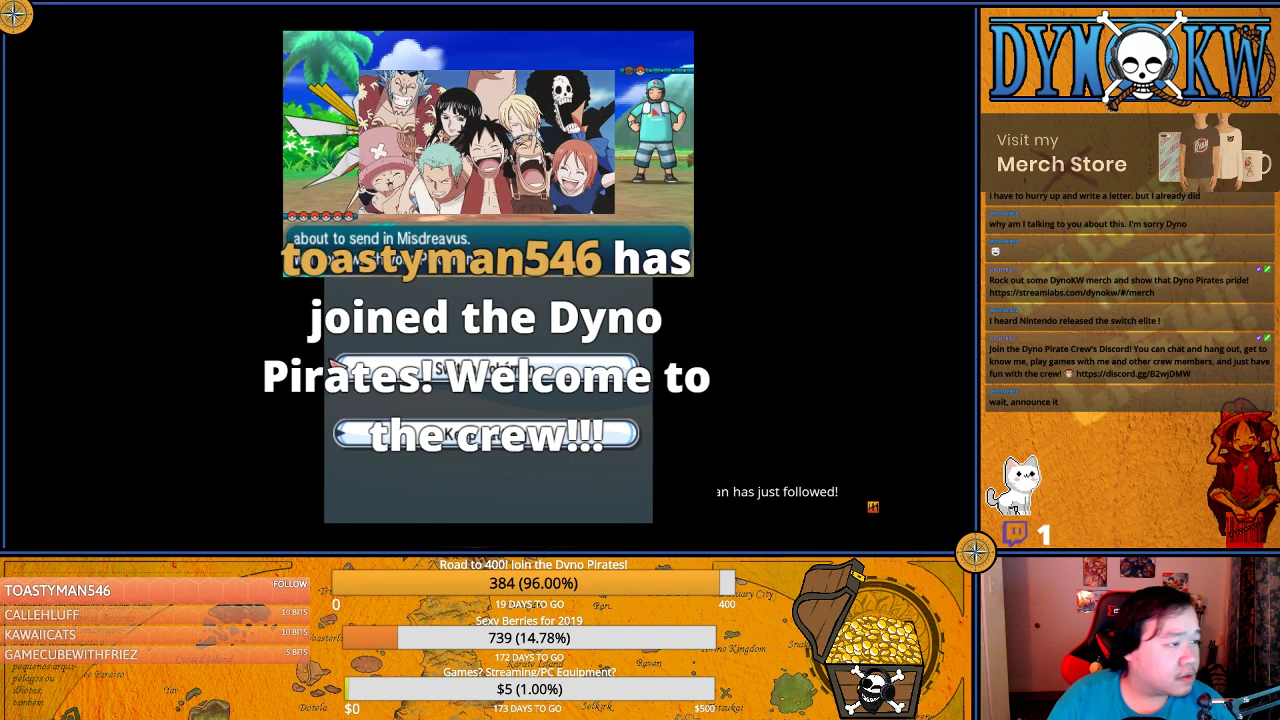 DYNOKW
Visit my
Merch Store
i have to hurry up and write a letter. but I already did
why am I talking to you about this. I'm sorry Dyno
Rock out some DynoKW merch and show that Dyno Pirates pride!
https://streamlabs.com/dynokw/#/merch
I heard Nintendo released the switch elite !
Join the Dyno Pirate Crew's Discord! You can chat and hang out, get to
know me, play games with me and other crew members, and just have
fun with the crew! https://discord.gg/B2wjDMW
wait, announce it
1
about to send in Misdreavus.
toastyman546 has
joined the Dyno
Pirates! Welcome to
the crew!!!
an has just followed!
TOASTYMAN546
FOLLOW
CALLEHLUFF
10 BITS
KAWAIICATS
10 BITS
GAMECUBEWITHFRIEZ
5 BITS
Road to 400! Join the Dyno Pirates!
384 (96.00%)
0
19 DAYS TO GO
400
Sexy Berries for 2019
739 (14.78%)
172 DAYS TO GO
Games? Streaming/PC Equipment?
$5 (1.00%)
$0
173 DAYS TO GO
$500